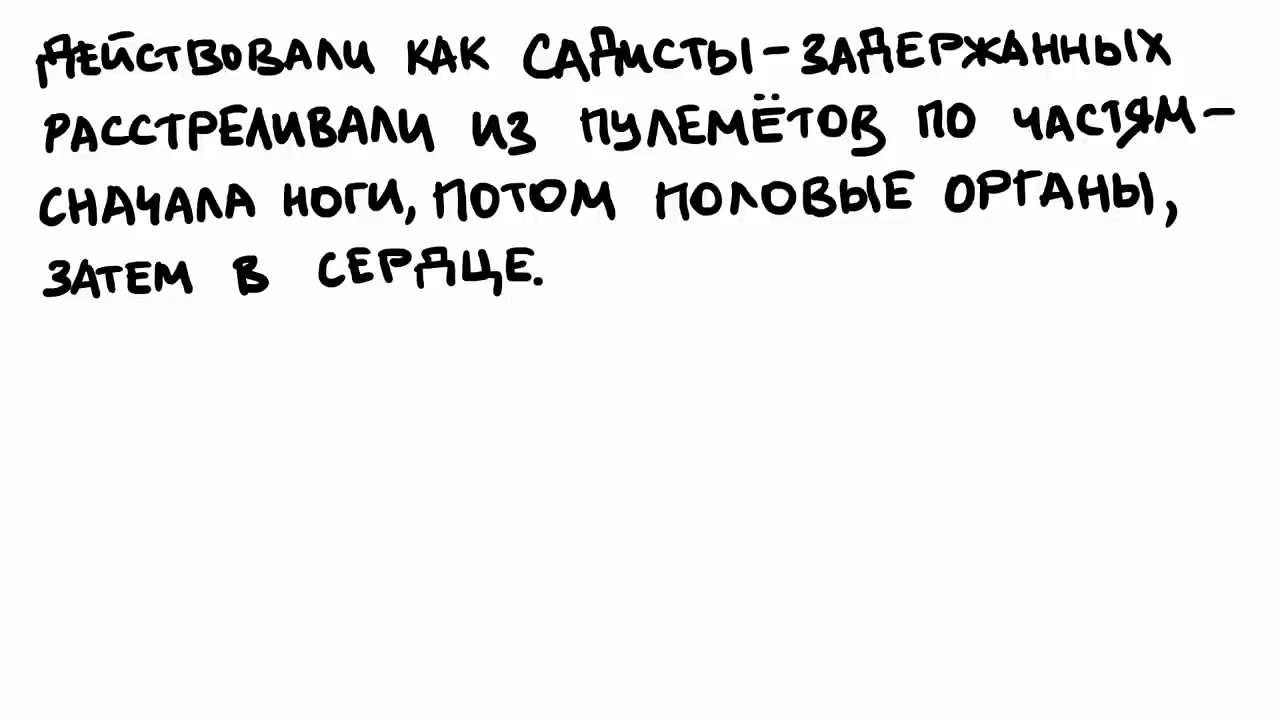 ДЕЙСТВОВАЛИ КАК САДИСТЫ-ЗАДЕРЖАННЫХ
РАССТРЕЛИВАЛИ ИЗ ПУЛЕМЁТОВ ПО ЧАСТЯМ-
СНАЧАЛА НОГИ, ПОТОМ ПОЛОВЫЕ ОРГАНЫ,
ЗАТЕМ В СЕРДЦЕ.